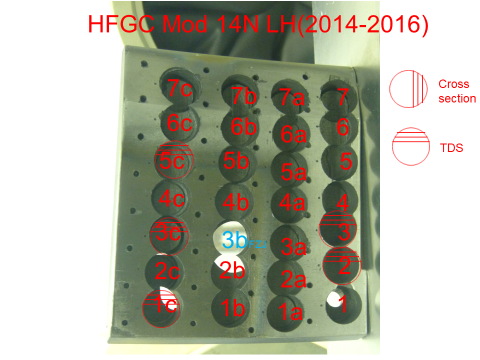 HFGC Mod 14N LH(2014-2016)
7c 7b 7a 7
6c 6b 6a 6
5c 5b 5a 5
4c 4b 4a 4
3c 3b 3a 3
2c 2b 2a 2
1c 1b 1a 1
Cross
section
TDS